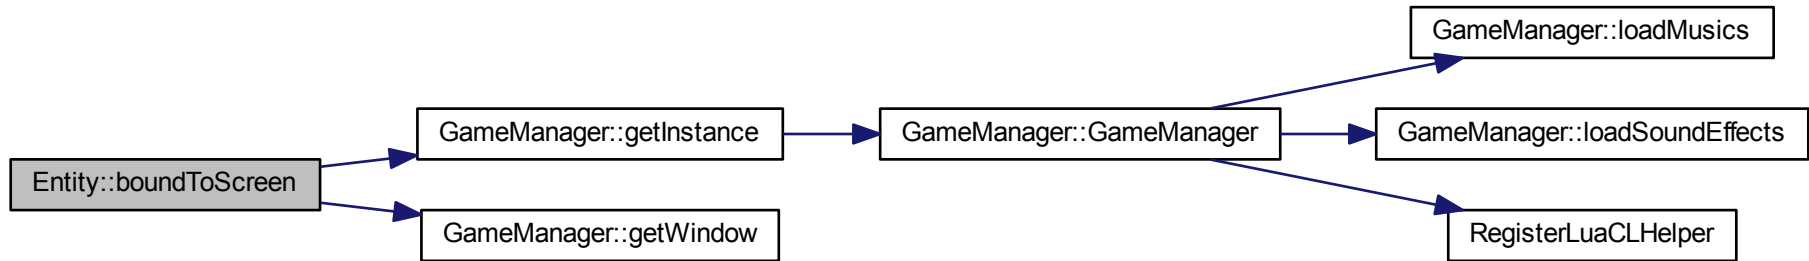 Entity::boundToScreen
GameManager::getInstance
GameManager::getWindow
GameManager::GameManager
GameManager::loadMusics
GameManager::loadSoundEffects
RegisterLuaCLHelper